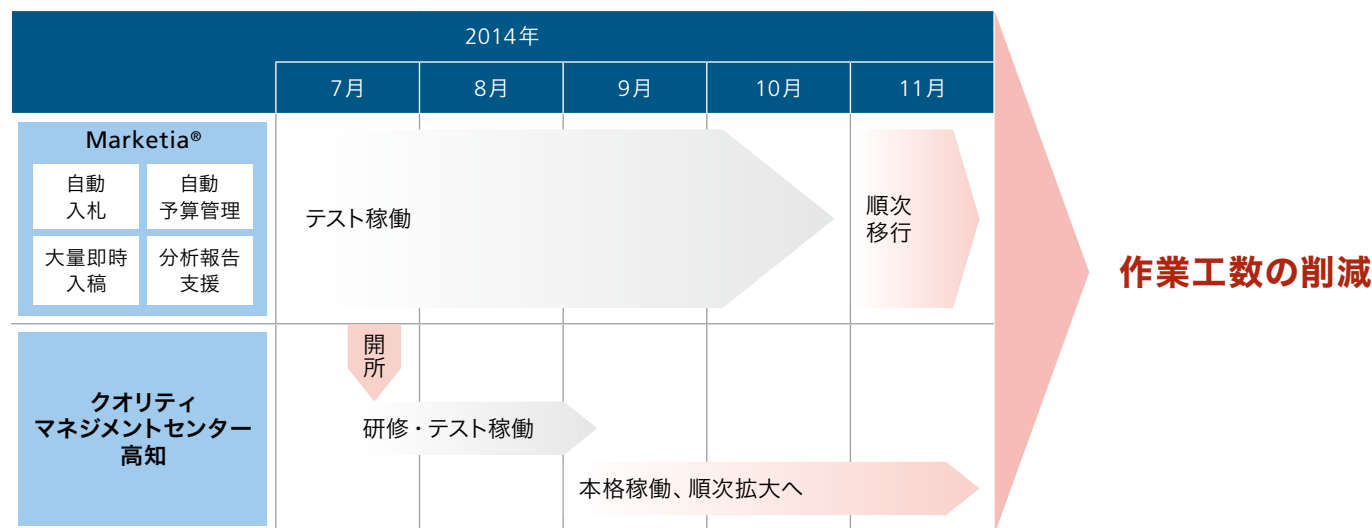 2014年
7月
8月
9月
10月
11月
Marketia®
自動
入札
自動
予算管理
大量即時
入稿
分析報告
支援
テスト稼働
順次
移行
作業工数の削減
開所
クオリティ
マネジメントセンター
高知
研修・テスト稼働
本格稼働、順次拡大へ